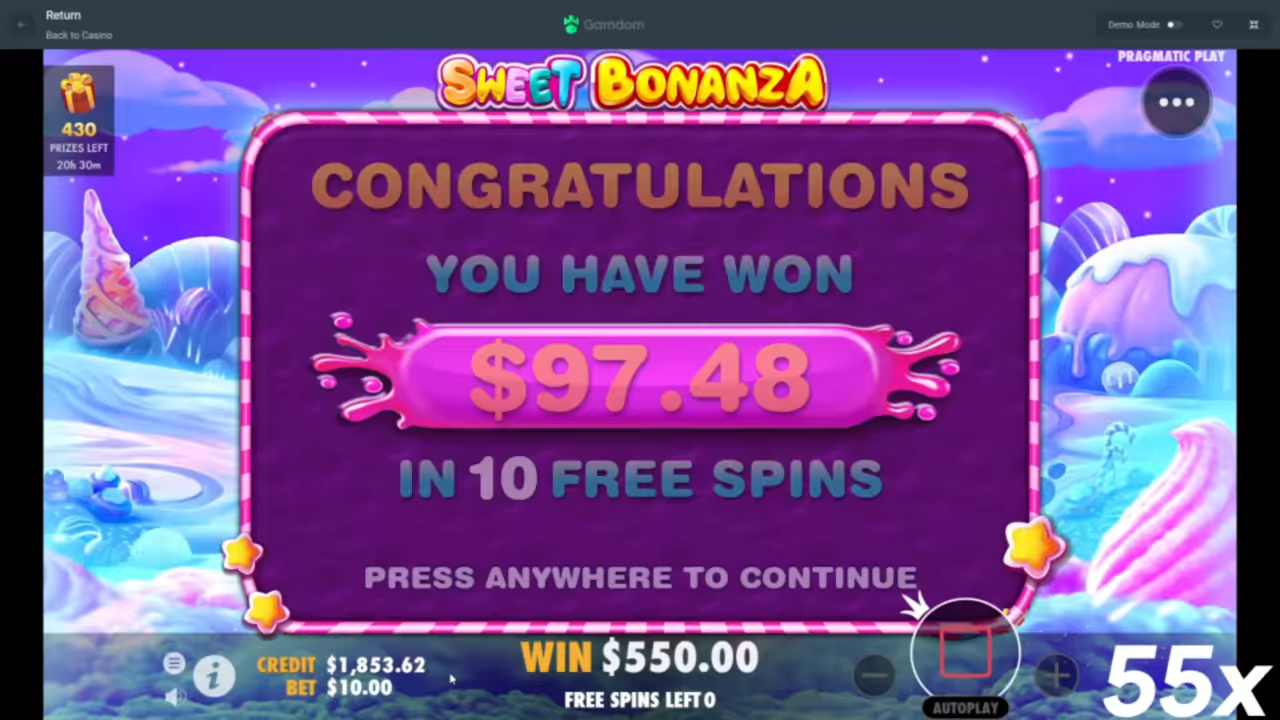 Return
Back to Casino
Gamdom
Demo Mode
PRAGMATIC PLAY
SWEET BONANZA
430
PRIZES LEFT
20h 30m
CONGRATULATIONS
YOU HAVE WON
$97.48
IN 10 FREE SPINS
PRESS ANYWHERE TO CONTINUE
CREDIT $1,853.62
BET $10.00
WIN $550.00
FREE SPINS LEFT 0
AUTOPLAY
55x